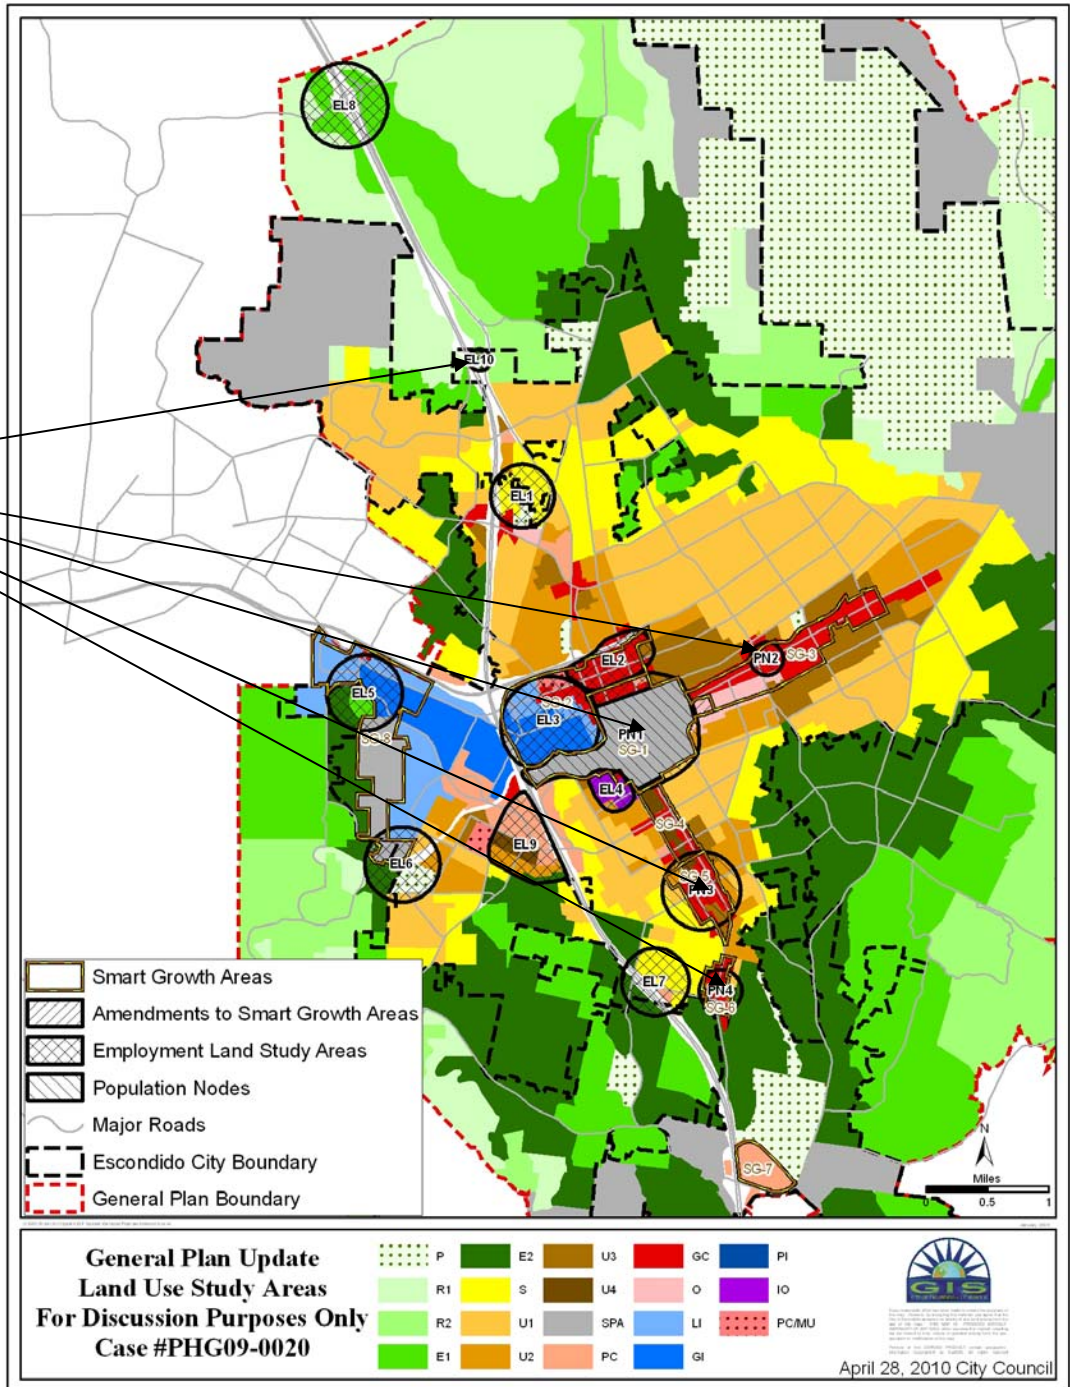 EL8
EL10
EL1
EL2
PN2
SG-3
EL5
SG-2
EL3
PN1
SG-1
SG-8
EL4
SG-4
EL9
EL6
SG-5
PN3
EL7
PN4
SG-6
SG-7
Smart Growth Areas
Amendments to Smart Growth Areas
Employment Land Study Areas
Population Nodes
Major Roads
Escondido City Boundary
General Plan Boundary
N
Miles
0 0.5 1
General Plan Update
Land Use Study Areas
For Discussion Purposes Only
Case #PHG09-0020
P E2 U3 GC PI
R1 S U4 O IO
R2 U1 SPA LI PC/MU
E1 U2 PC GI
GIS
April 28, 2010 City Council